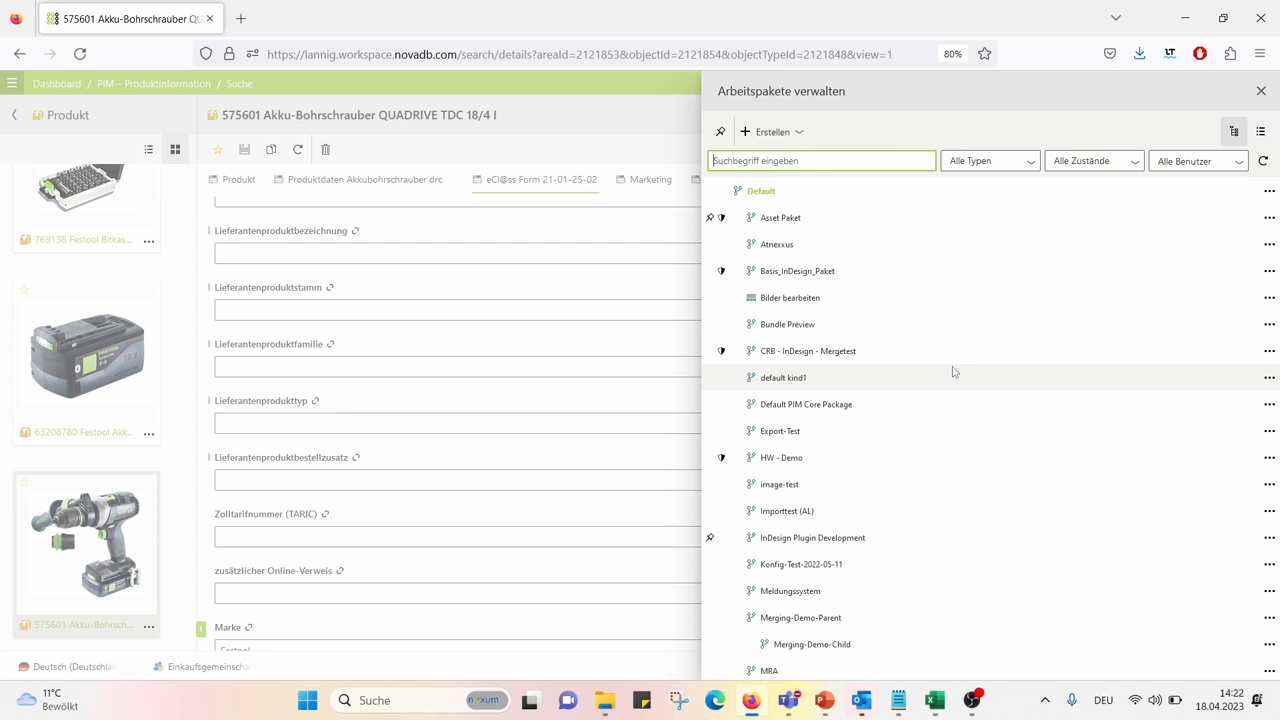 575601 Akku-Bohrschrauber QU
https://lannig.workspace.novadb.com/search/details?areaId=2121853&objectId=2121854&objectTypeId=2121848&view=1
80%
Dashboard / PIM – Produktinformation / Suche
Produkt
575601 Akku-Bohrschrauber QUADRIVE TDC 18/4 I
Produkt
Produktdaten Akkubohrschrauber drc
eCl@ss Form 21-01-25-02
Marketing
769138 Festool Bitkas...
63208780 Festool Akk...
575601 Akku-Bohrsch...
Lieferantenproduktbezeichnung
Lieferantenproduktstamm
Lieferantenproduktfamilie
Lieferantenprodukttyp
Lieferantenproduktbestellzusatz
Zolltarifnummer (TARIC)
zusätzlicher Online-Verweis
Marke
Festool
Deutsch (Deutschlan
Einkaufsgemeinscha
Arbeitspakete verwalten
Erstellen
Suchbegriff eingeben
Alle Typen
Alle Zustände
Alle Benutzer
Default
Asset Paket
Atnexxus
Basis_InDesign_Paket
Bilder bearbeiten
Bundle Preview
CRB - InDesign - Mergetest
default kind1
Default PIM Core Package
Export-Test
HW - Demo
image-test
Importtest (AL)
InDesign Plugin Development
Konfig-Test-2022-05-11
Meldungssystem
Merging-Demo-Parent
Merging-Demo-Child
MRA
11°C
Bewölkt
Suche
DEU
14:22
18.04.2023